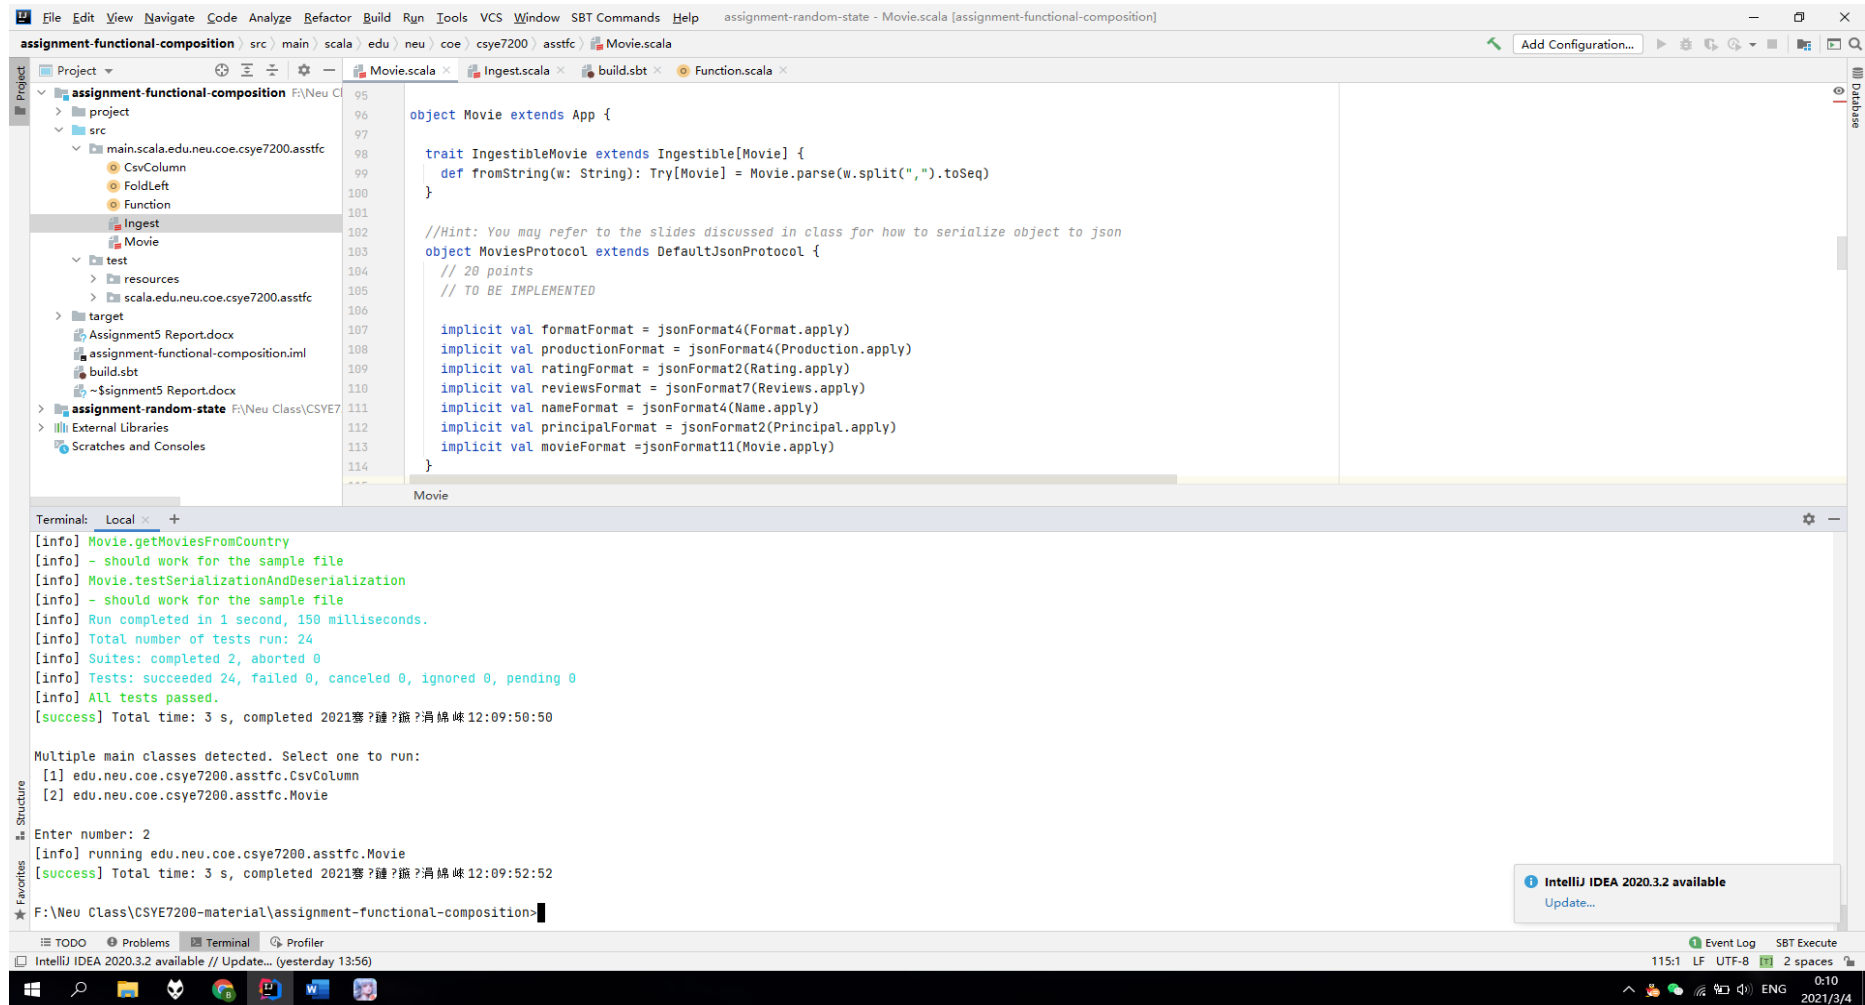 File Edit View Navigate Code Analyze Refactor Build Run Tools VCS Window SBT Commands Help assignment-random-state - Movie.scala [assignment-functional-composition]
assignment-functional-composition src main scala edu neu coe csye7200 asstfc Movie.scala Add Configuration...
Project
Project
Movie.scala Ingest.scala build.sbt Function.scala
Database
assignment-functional-composition F:\Neu Cl
project
src
main.scala.edu.neu.coe.csye7200.asstfc
CsvColumn
FoldLeft
Function
Ingest
Movie
test
resources
scala.edu.neu.coe.csye7200.asstfc
target
Assignment5 Report.docx
assignment-functional-composition.iml
build.sbt
~$signment5 Report.docx
assignment-random-state F:\Neu Class\CSYE7
External Libraries
Scratches and Consoles
95
96 object Movie extends App {
97
98 trait IngestibleMovie extends Ingestible[Movie] {
99 def fromString(w: String): Try[Movie] = Movie.parse(w.split(",").toSeq)
100 }
101
102 //Hint: You may refer to the slides discussed in class for how to serialize object to json
103 object MoviesProtocol extends DefaultJsonProtocol {
104 // 20 points
105 // TO BE IMPLEMENTED
106
107 implicit val formatFormat = jsonFormat4(Format.apply)
108 implicit val productionFormat = jsonFormat4(Production.apply)
109 implicit val ratingFormat = jsonFormat2(Rating.apply)
110 implicit val reviewsFormat = jsonFormat7(Reviews.apply)
111 implicit val nameFormat = jsonFormat4(Name.apply)
112 implicit val principalFormat = jsonFormat2(Principal.apply)
113 implicit val movieFormat =jsonFormat11(Movie.apply)
114 }
Movie
Terminal: Local +
[info] Movie.getMoviesFromCountry
[info] - should work for the sample file
[info] Movie.testSerializationAndDeserialization
[info] - should work for the sample file
[info] Run completed in 1 second, 150 milliseconds.
[info] Total number of tests run: 24
[info] Suites: completed 2, aborted 0
[info] Tests: succeeded 24, failed 0, canceled 0, ignored 0, pending 0
[info] All tests passed.
[success] Total time: 3 s, completed 2021 12:09:50:50
Multiple main classes detected. Select one to run:
[1] edu.neu.coe.csye7200.asstfc.CsvColumn
[2] edu.neu.coe.csye7200.asstfc.Movie
Enter number: 2
[info] running edu.neu.coe.csye7200.asstfc.Movie
[success] Total time: 3 s, completed 2021 12:09:52:52
F:\Neu Class\CSYE7200-material\assignment-functional-composition>
Structure
Favorites
IntelliJ IDEA 2020.3.2 available
Update...
TODO Problems Terminal Profiler 1 Event Log SBT Execute
IntelliJ IDEA 2020.3.2 available // Update... (yesterday 13:56) 115:1 LF UTF-8 [T] 2 spaces
ENG 0:10
2021/3/4